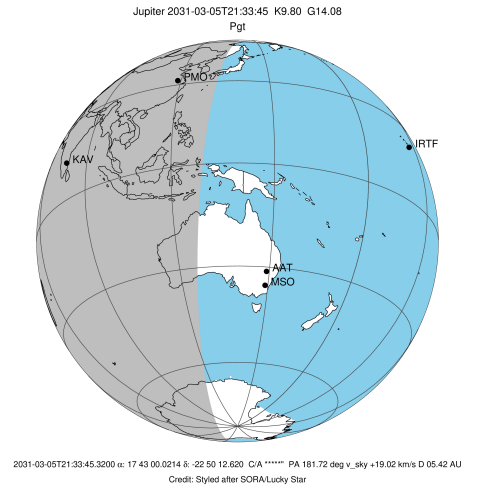 Jupiter 2031-03-05T21:33:45 K9.80 G14.08
Pgt
PMO
IRTF
KAV
AAT
MSO
2031-03-05T21:33:45.3200 α: 17 43 00.0214 δ: -22 50 12.620 C/A *****" PA 181.72 deg v_sky +19.02 km/s D 05.42 AU
Credit: Styled after SORA/Lucky Star